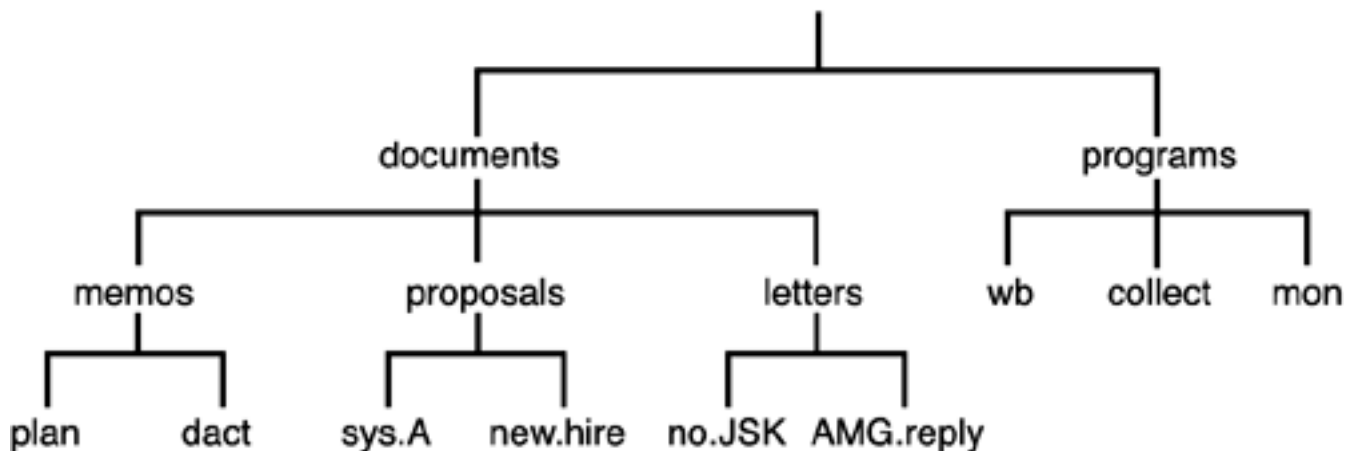 documents programs
memos proposals letters wb collect mon
plan dact sys.A new.hire no.JSK AMG.reply